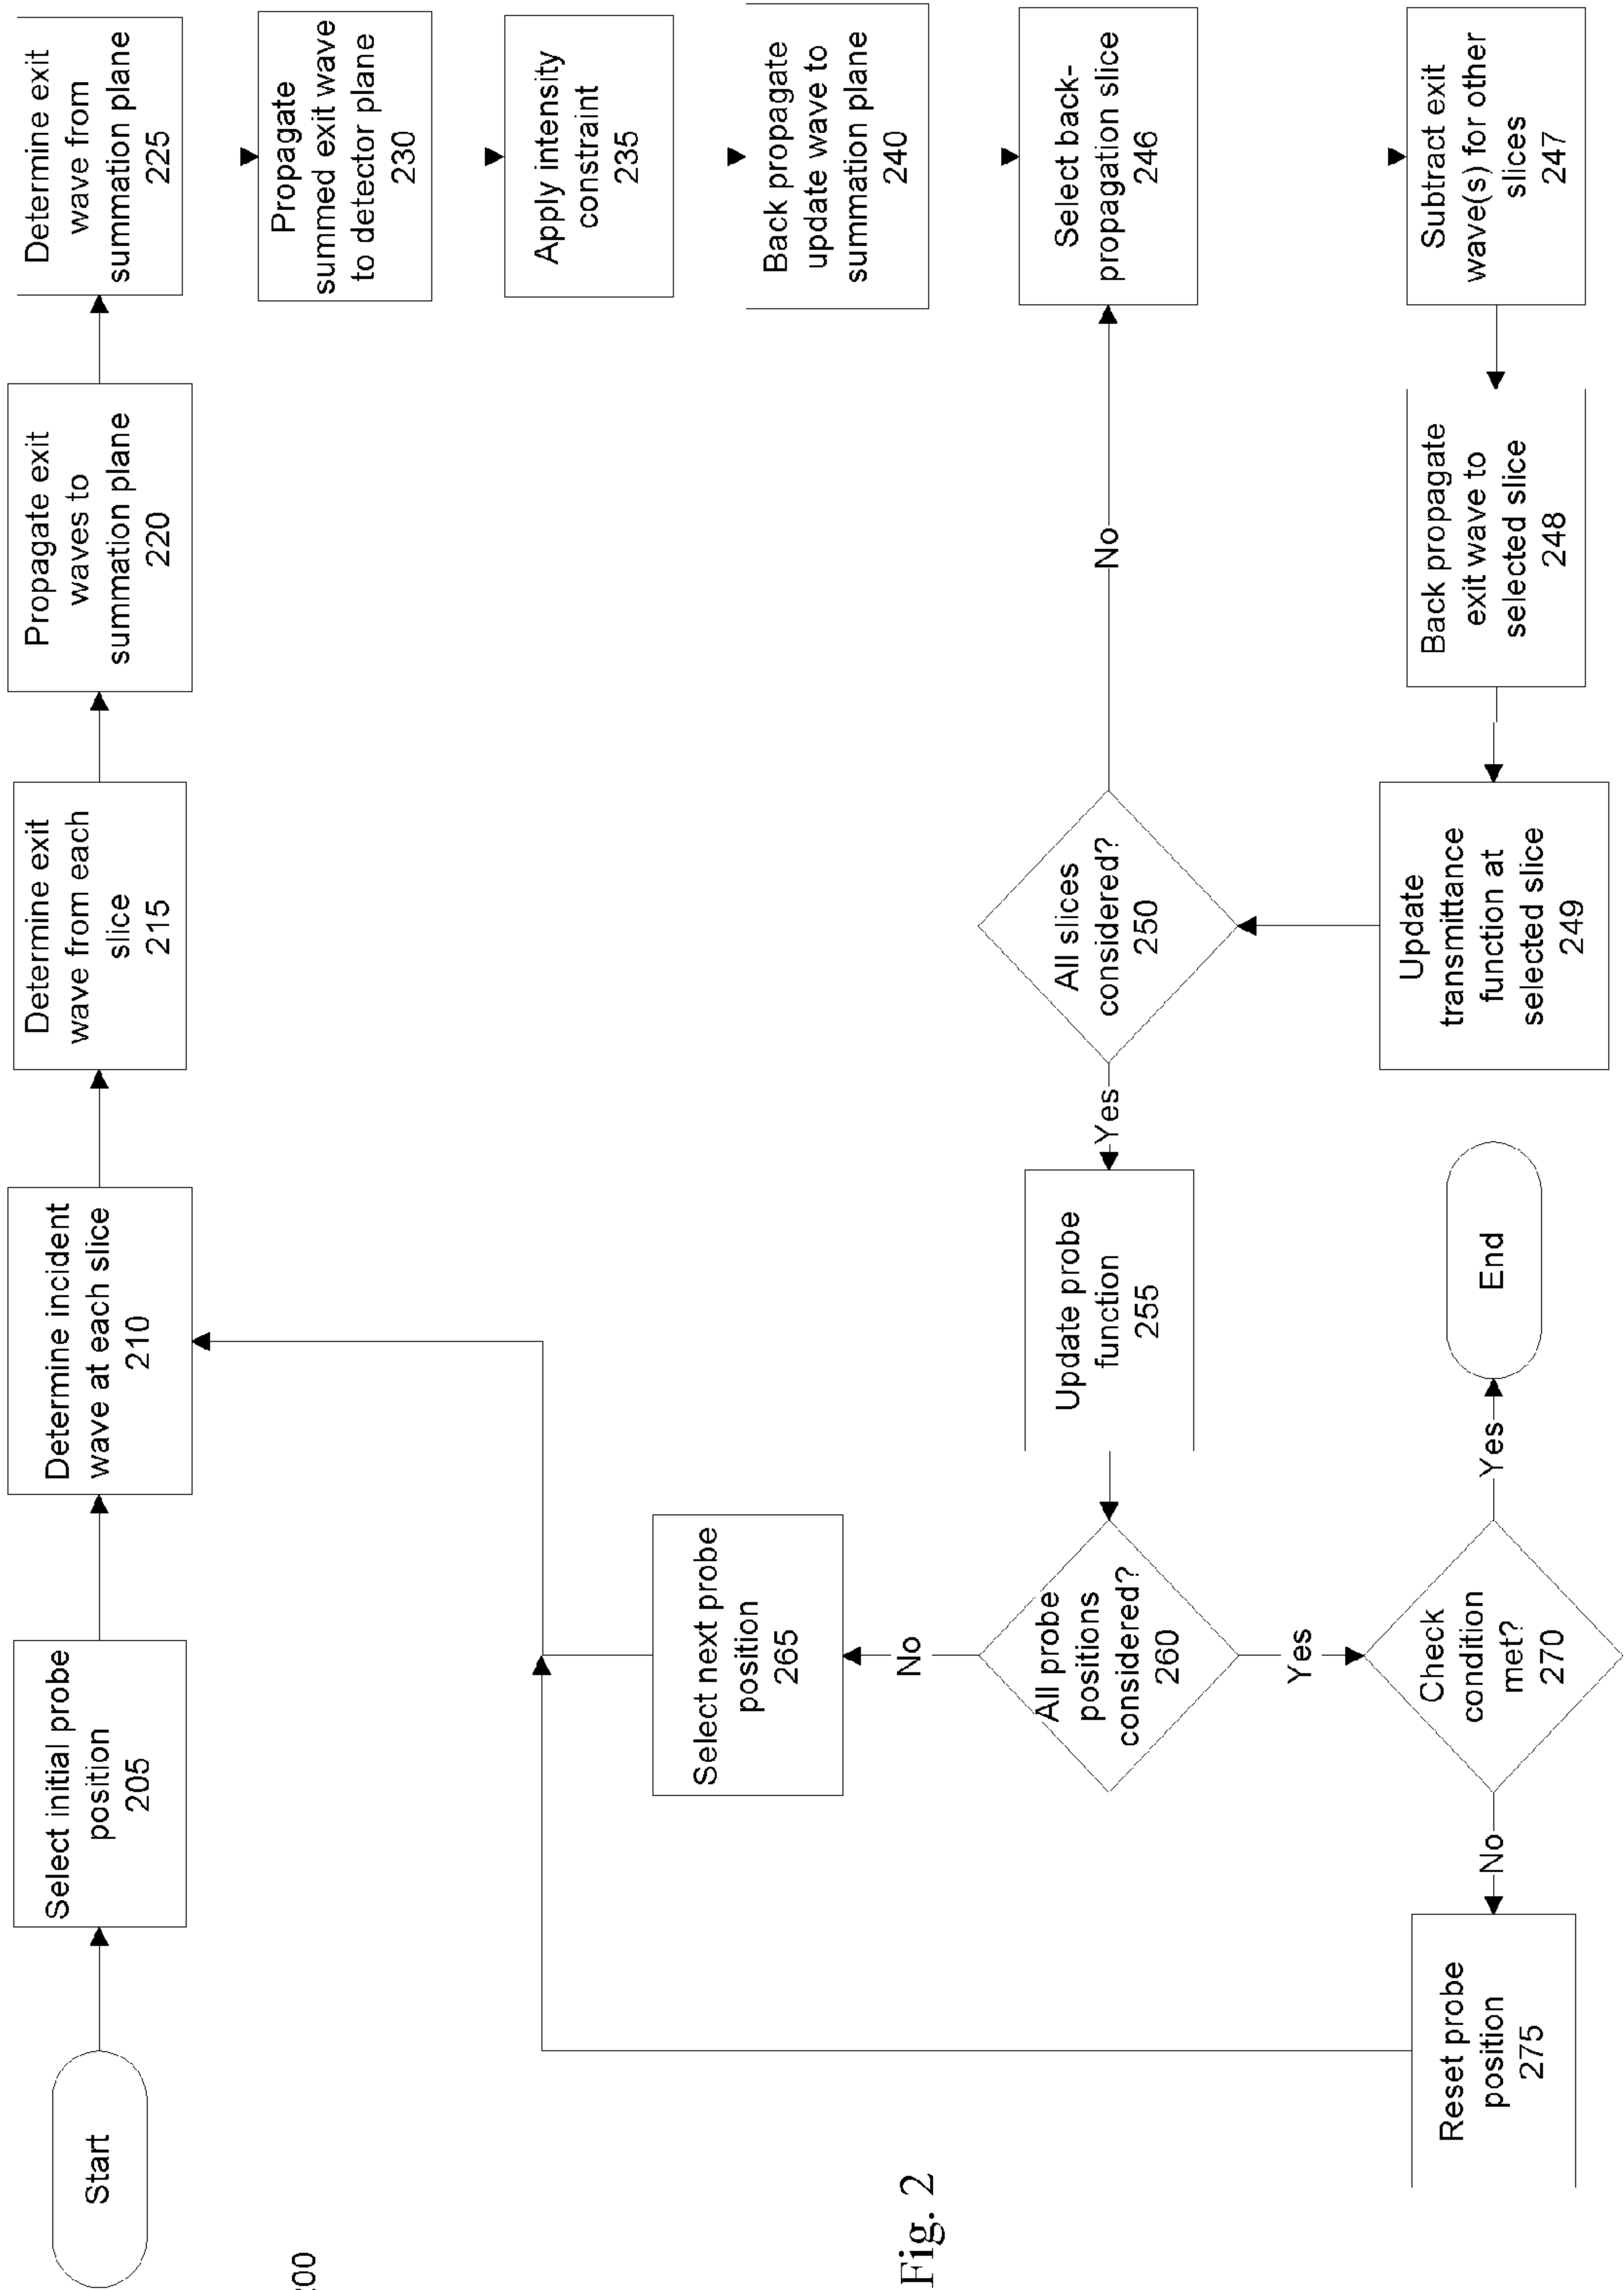 Start
Select initial probe
position
205
Determine incident
wave at each slice
210
Determine exit
wave from each
slice
215
Propagate exit
waves to
summation plane
220
Determine exit
wave from
summation plane
225
200
Propagate
summed exit wave
to detector plane
230
Apply intensity
constraint
235
Back propagate
update wave to
summation plane
240
Select next probe
position
265
No
All probe
positions
considered?
260
Update probe
function
255
Yes
All slices
considered?
250
No
Select back-
propagation slice
246
Yes
Reset probe
position
275
No
Check
condition
met?
270
Yes
End
Update
transmittance
function at
selected slice
249
Back propagate
exit wave to
selected slice
248
Subtract exit
wave(s) for other
slices
247
Fig. 2